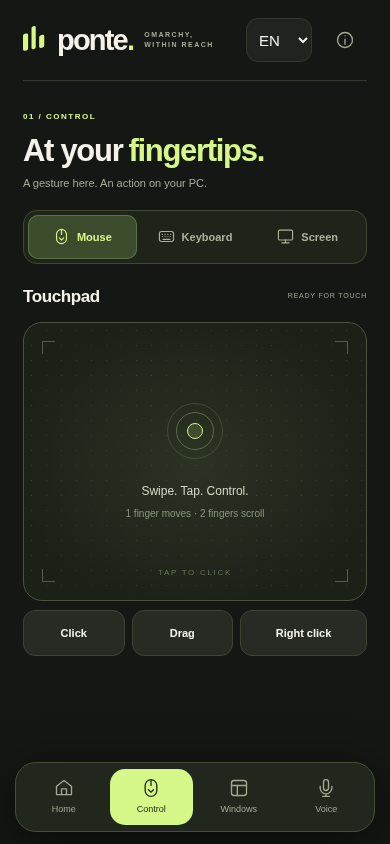 ponte.
OMARCHY,
WITHIN REACH
EN
01 / CONTROL
At your fingertips.
A gesture here. An action on your PC.
Mouse
Keyboard
Screen
Touchpad
READY FOR TOUCH
Swipe. Tap. Control.
1 finger moves · 2 fingers scroll
TAP TO CLICK
Click
Drag
Right click
Home
Control
Windows
Voice